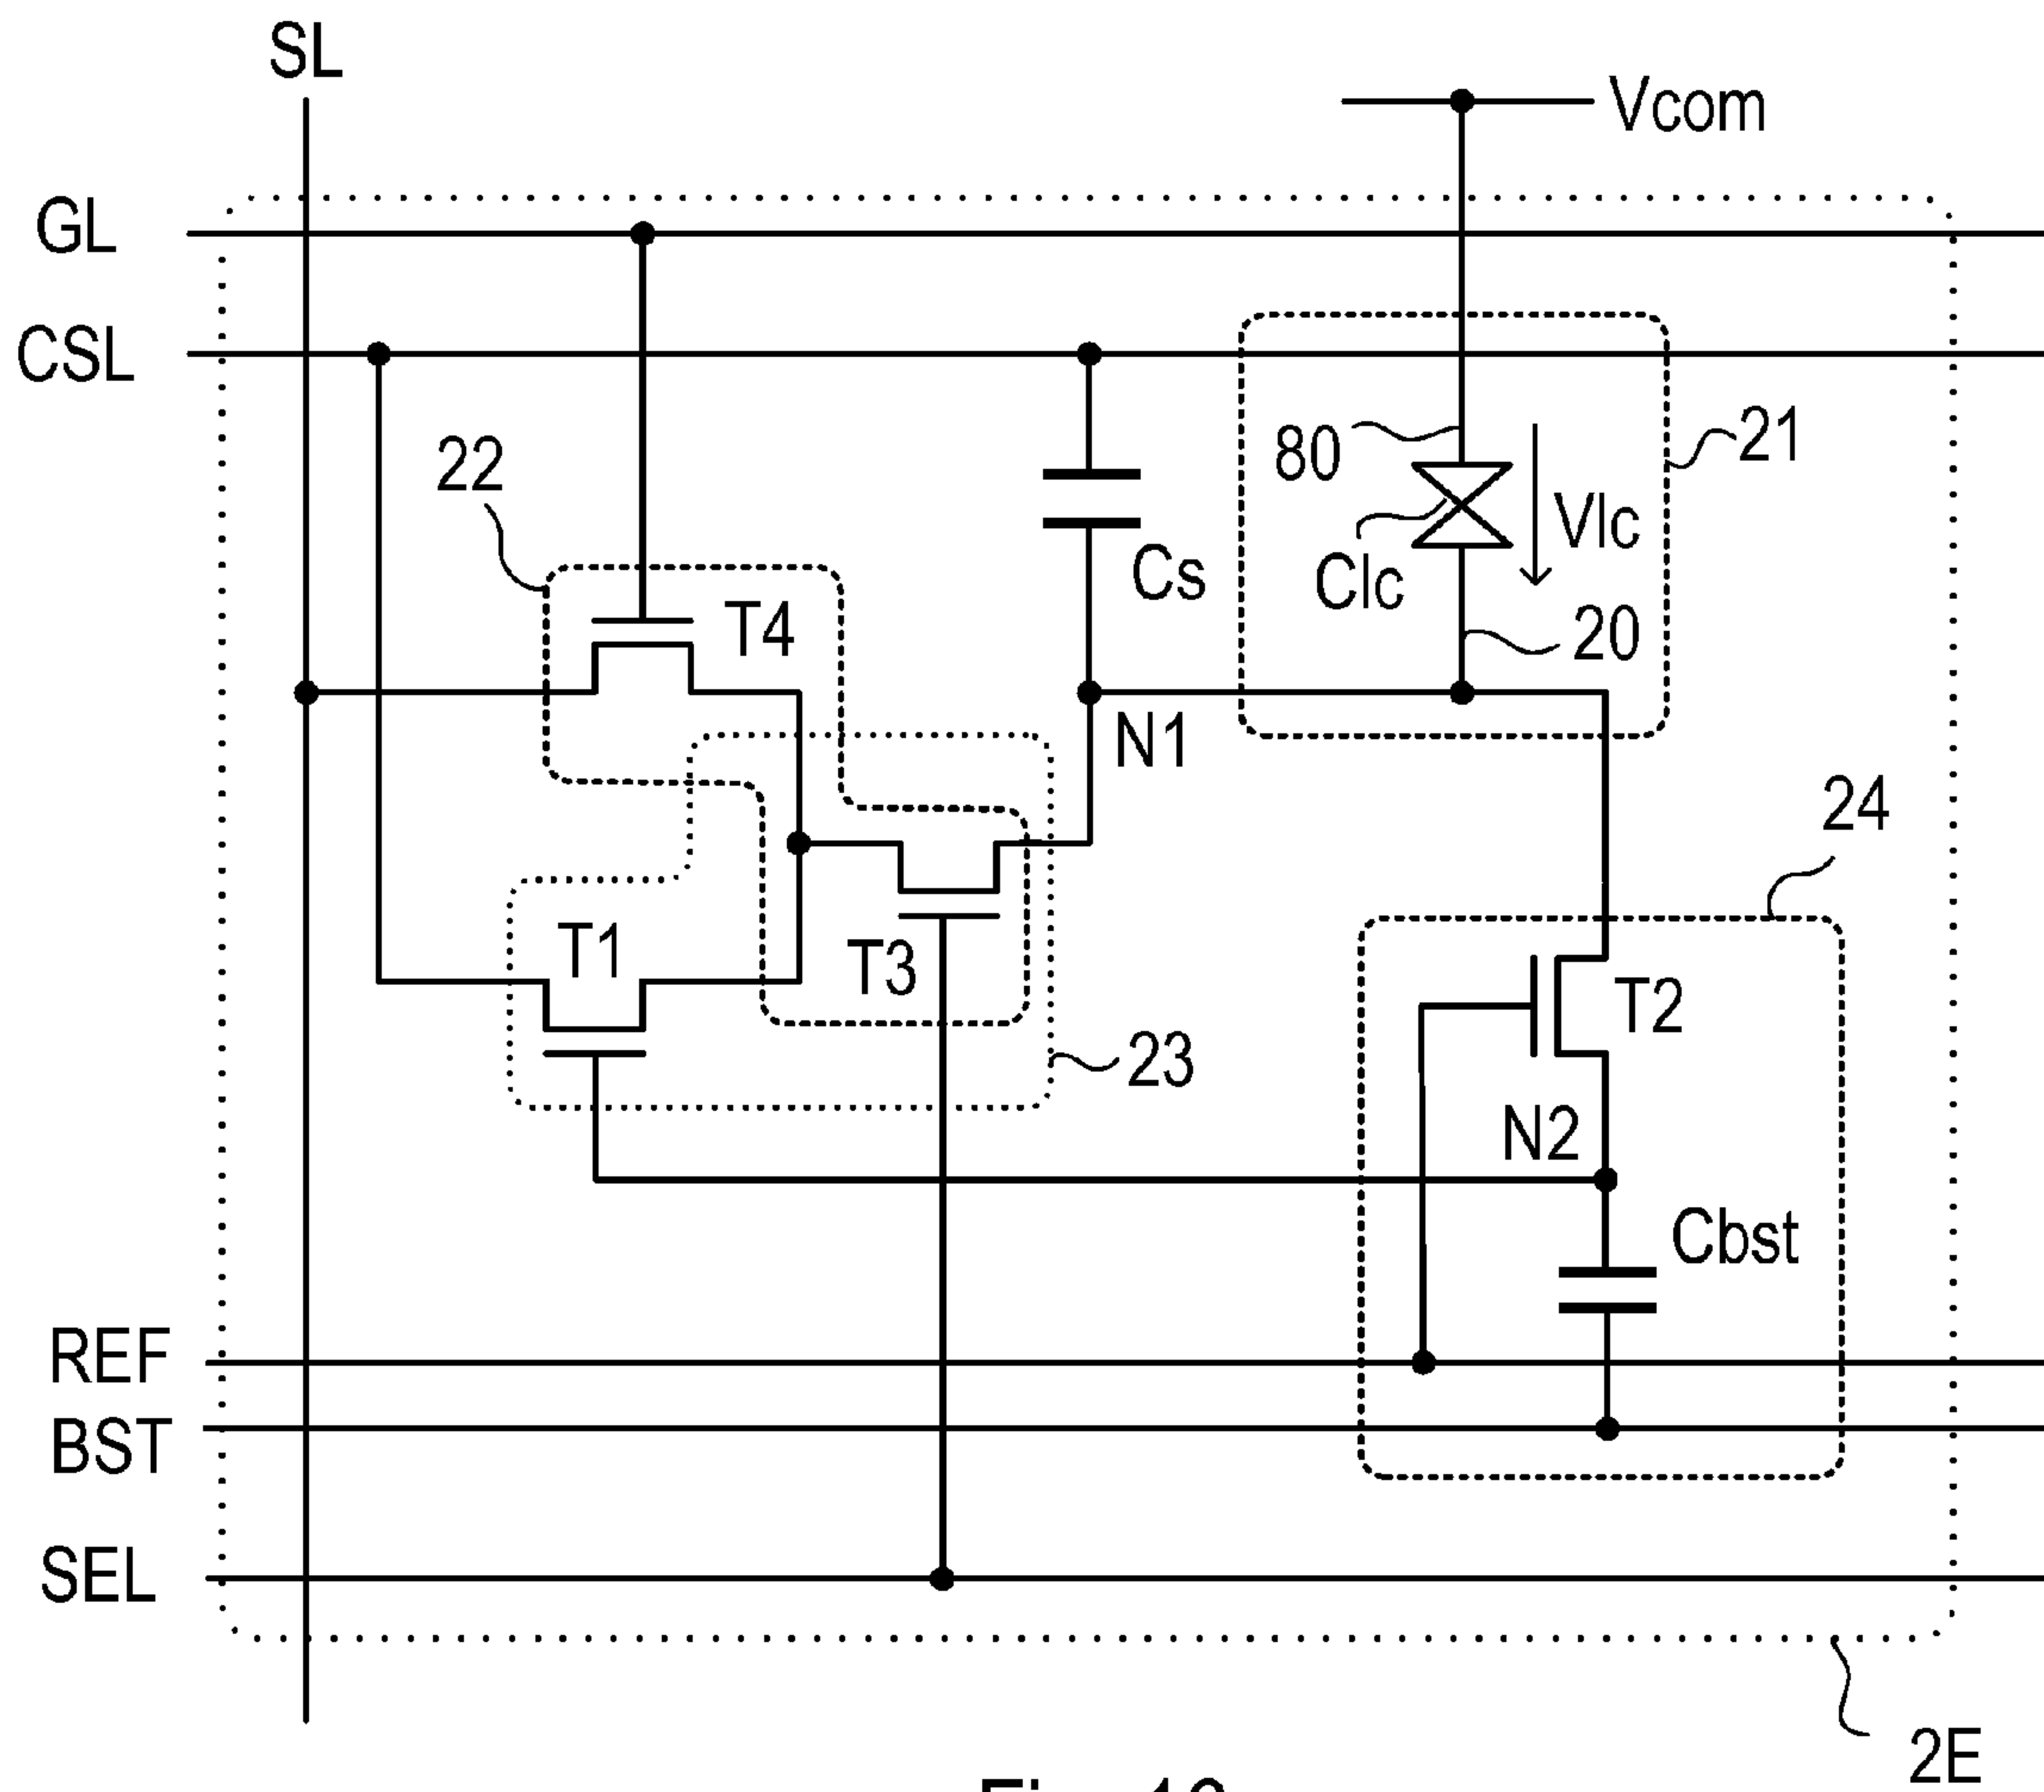 SL
Vcom
GL
CSL
22
80
21
Vlc
Cs
Clc
T4
20
N1
24
T1
T3
T2
23
N2
Cbst
REF
BST
SEL
2E